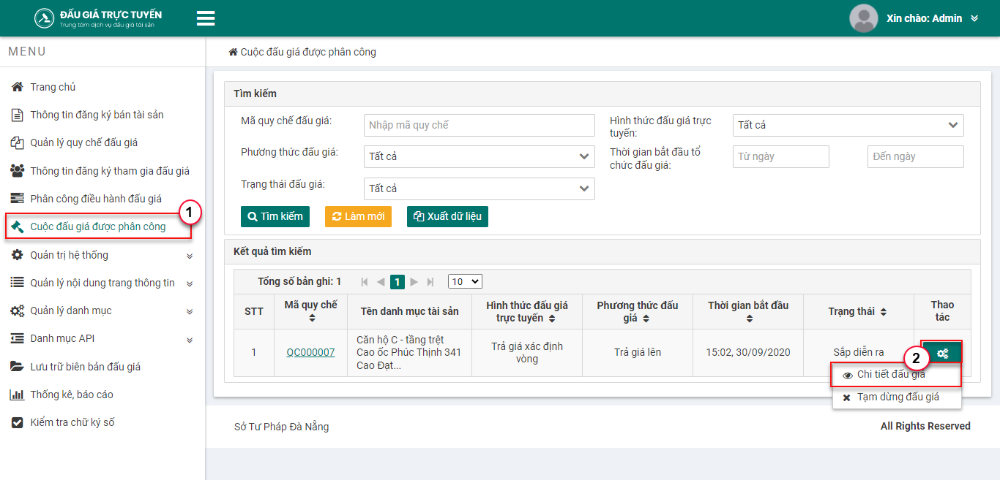 ĐẤU GIÁ TRỰC TUYẾN
Trung tâm dịch vụ đấu giá tài sản
Xin chào: Admin
MENU
Cuộc đấu giá được phân công
Trang chủ
Thông tin đăng ký bán tài sản
Quản lý quy chế đấu giá
Thông tin đăng ký tham gia đấu giá
Phân công điều hành đấu giá
1
Cuộc đấu giá được phân công
Quản trị hệ thống
Quản lý nội dung trang thông tin
Quản lý danh mục
Danh mục API
Lưu trữ biên bản đấu giá
Thống kê, báo cáo
Kiểm tra chữ ký số
Tìm kiếm
Mã quy chế đấu giá:
Nhập mã quy chế
Hình thức đấu giá trực
tuyến:
Tất cả
Phương thức đấu giá:
Tất cả
Thời gian bắt đầu tổ
chức đấu giá:
Từ ngày
Đến ngày
Trạng thái đấu giá:
Tất cả
Tìm kiếm
Làm mới
Xuất dữ liệu
Kết quả tìm kiếm
Tổng số bản ghi: 1
1
10
STT
Mã quy chế
Tên danh mục tài sản
Hình thức đấu giá
trực tuyến
Phương thức đấu
giá
Thời gian bắt đầu
Trạng thái
Thao
tác
1
QC000007
Căn hộ C - tầng trệt
Cao ốc Phúc Thịnh 341
Cao Đạt...
Trả giá xác định
vòng
Trả giá lên
15:02, 30/09/2020
Sắp diễn ra
2
Chi tiết đấu giá
Tạm dừng đấu giá
Sở Tư Pháp Đà Nẵng
All Rights Reserved